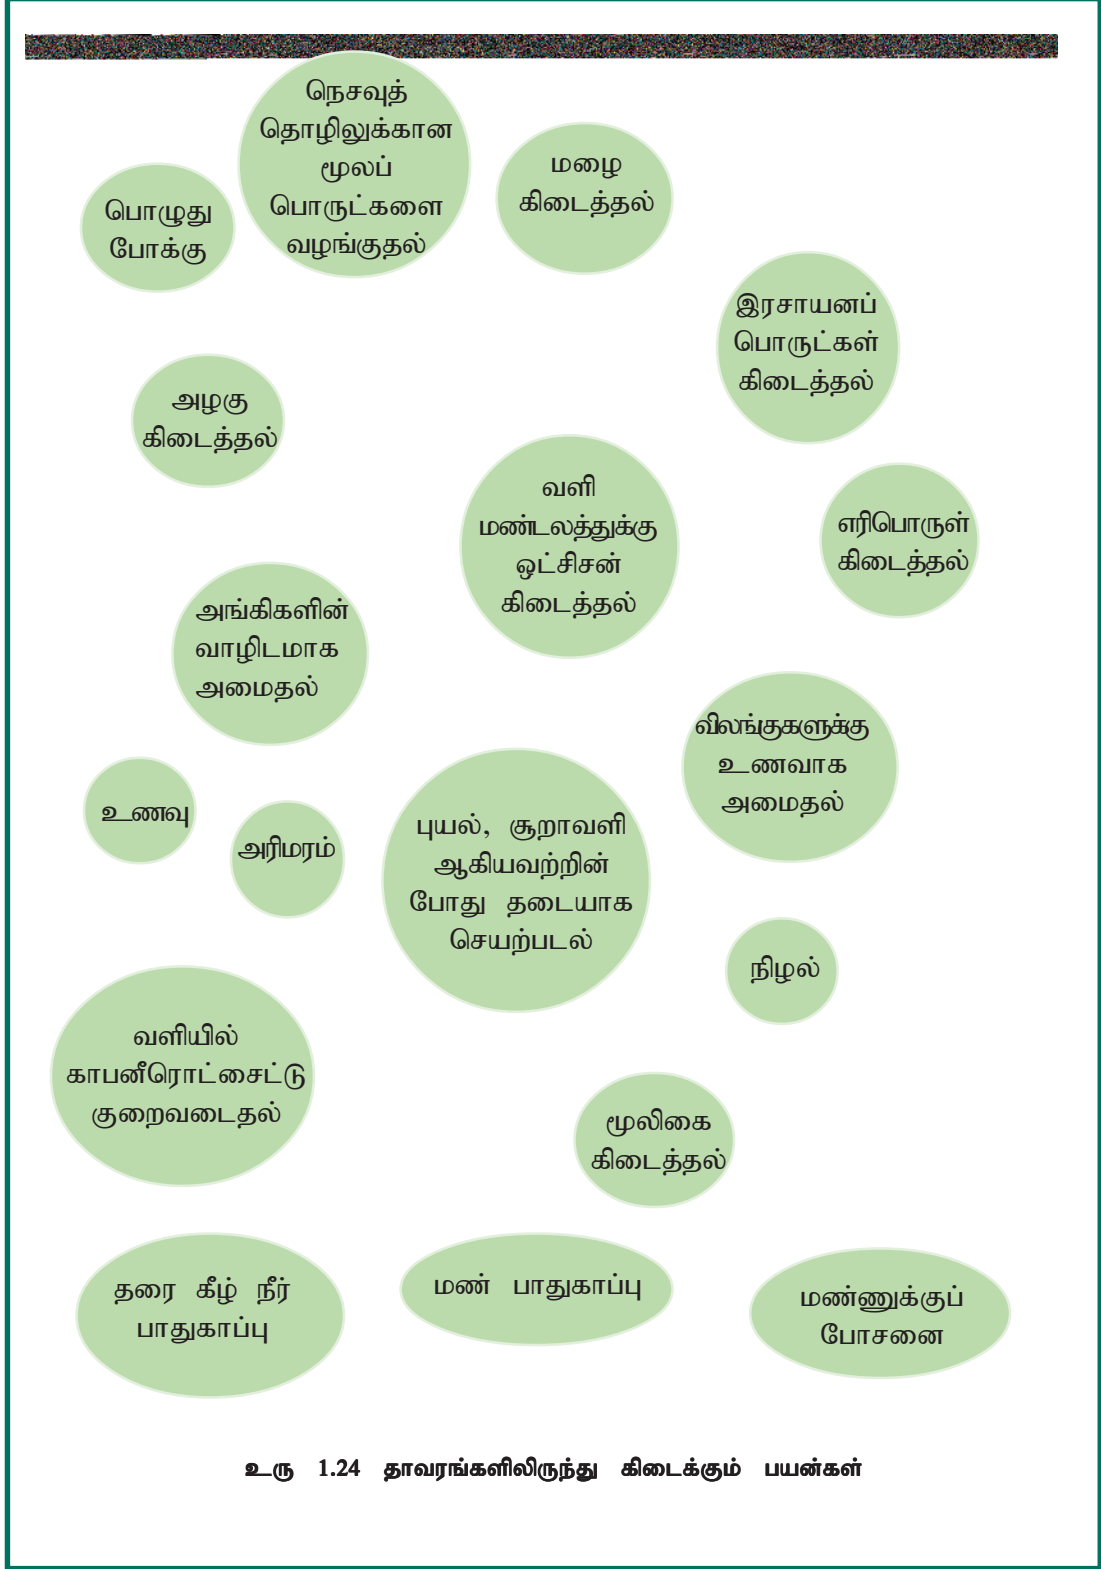 நெசவுத்
தொழிலுக்கான
மூலப்
பொருட்களை
வழங்குதல்
மழை
கிடைத்தல்
பொழுது
போக்கு
இரசாயனப்
பொருட்கள்
கிடைத்தல்
அழகு
கிடைத்தல்
வளி
மண்டலத்துக்கு
ஒட்சிசன்
கிடைத்தல்
எரிபொருள்
கிடைத்தல்
அங்கிகளின்
வாழிடமாக
அமைதல்
விலங்குகளுக்கு
உணவாக
அமைதல்
உணவு
அரிமரம்
புயல், சூறாவளி
ஆகியவற்றின்
போது தடையாக
செயற்படல்
நிழல்
வளியில்
காபனீரொட்சைட்டு
குறைவடைதல்
மூலிகை
கிடைத்தல்
தரை கீழ் நீர்
பாதுகாப்பு
மண் பாதுகாப்பு
மண்ணுக்குப்
போசனை
உரு 1.24 தாவரங்களிலிருந்து கிடைக்கும் பயன்கள்